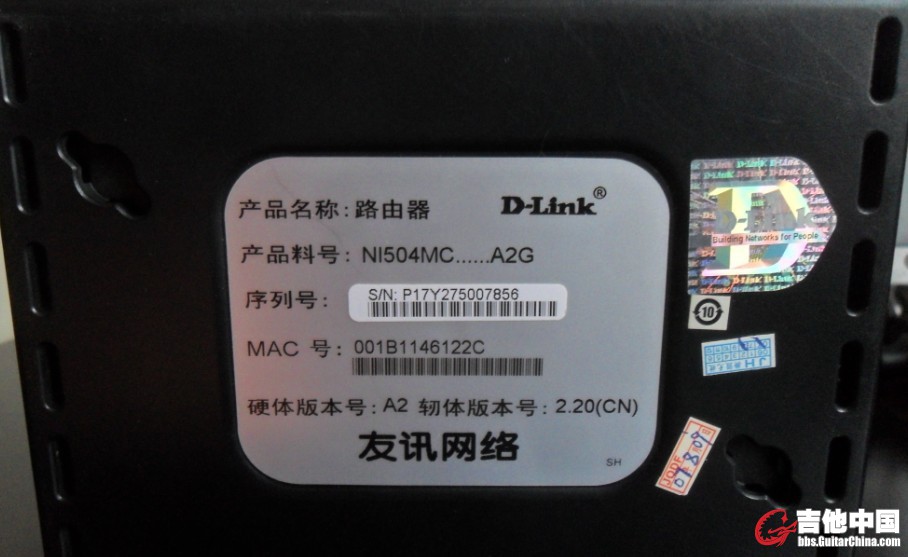 产品名称：路由器
D-Link®
产品料号：NI504MC......A2G
序列号：
S/N: P17Y275007856
MAC 号：001B1146122C
硬体版本号：A2 轫体版本号：2.20(CN)
友讯网络
SH
D-Link
Building Networks for People
10
吉他中国
bbs.GuitarChina.com